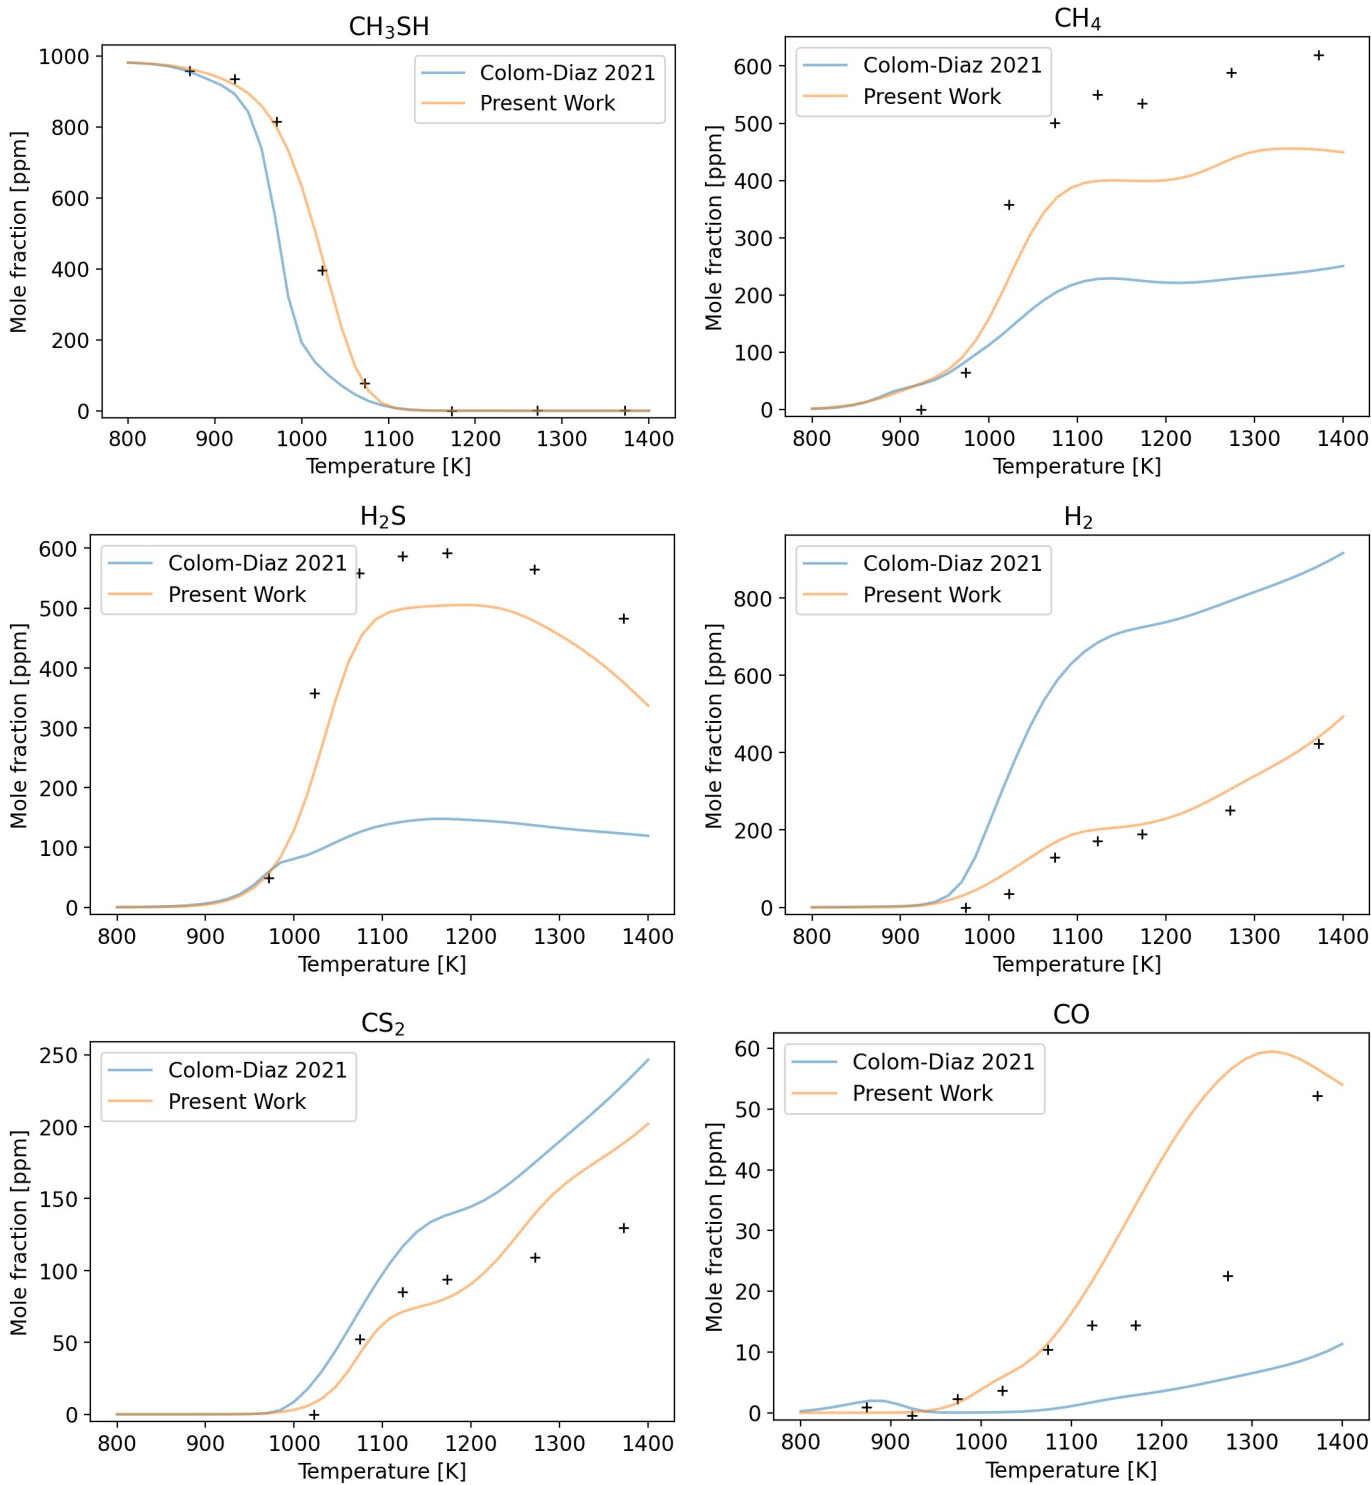 CH₃SH
1000
800
600
400
200
0
Mole fraction [ppm]
Colom-Diaz 2021
Present Work
800 900 1000 1100 1200 1300 1400
Temperature [K]
CH₄
600
500
400
300
200
100
0
Mole fraction [ppm]
Colom-Diaz 2021
Present Work
800 900 1000 1100 1200 1300 1400
Temperature [K]
H₂S
600
500
400
300
200
100
0
Mole fraction [ppm]
Colom-Diaz 2021
Present Work
800 900 1000 1100 1200 1300 1400
Temperature [K]
H₂
800
600
400
200
0
Mole fraction [ppm]
Colom-Diaz 2021
Present Work
800 900 1000 1100 1200 1300 1400
Temperature [K]
CS₂
250
200
150
100
50
0
Mole fraction [ppm]
Colom-Diaz 2021
Present Work
800 900 1000 1100 1200 1300 1400
Temperature [K]
CO
60
50
40
30
20
10
0
Mole fraction [ppm]
Colom-Diaz 2021
Present Work
800 900 1000 1100 1200 1300 1400
Temperature [K]